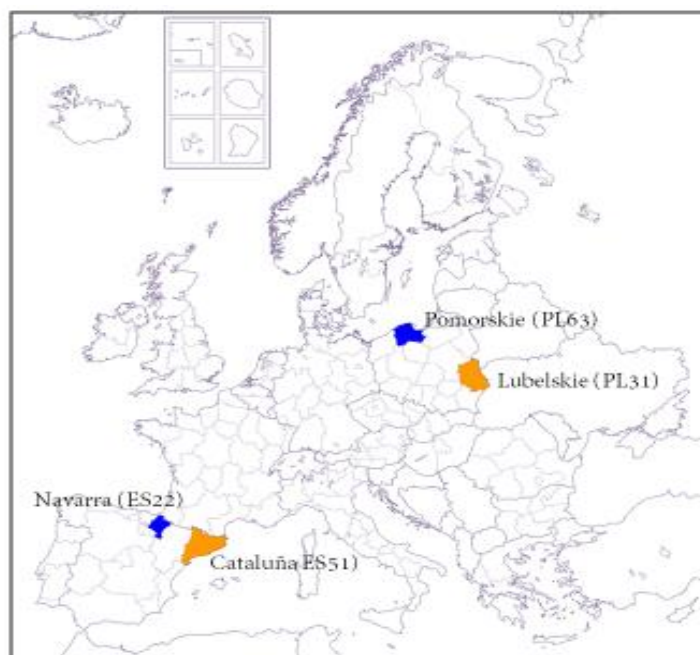 Pomorskie (PL63)
Lubelskie (PL31)
Navarra (ES22)
Cataluña ES51)